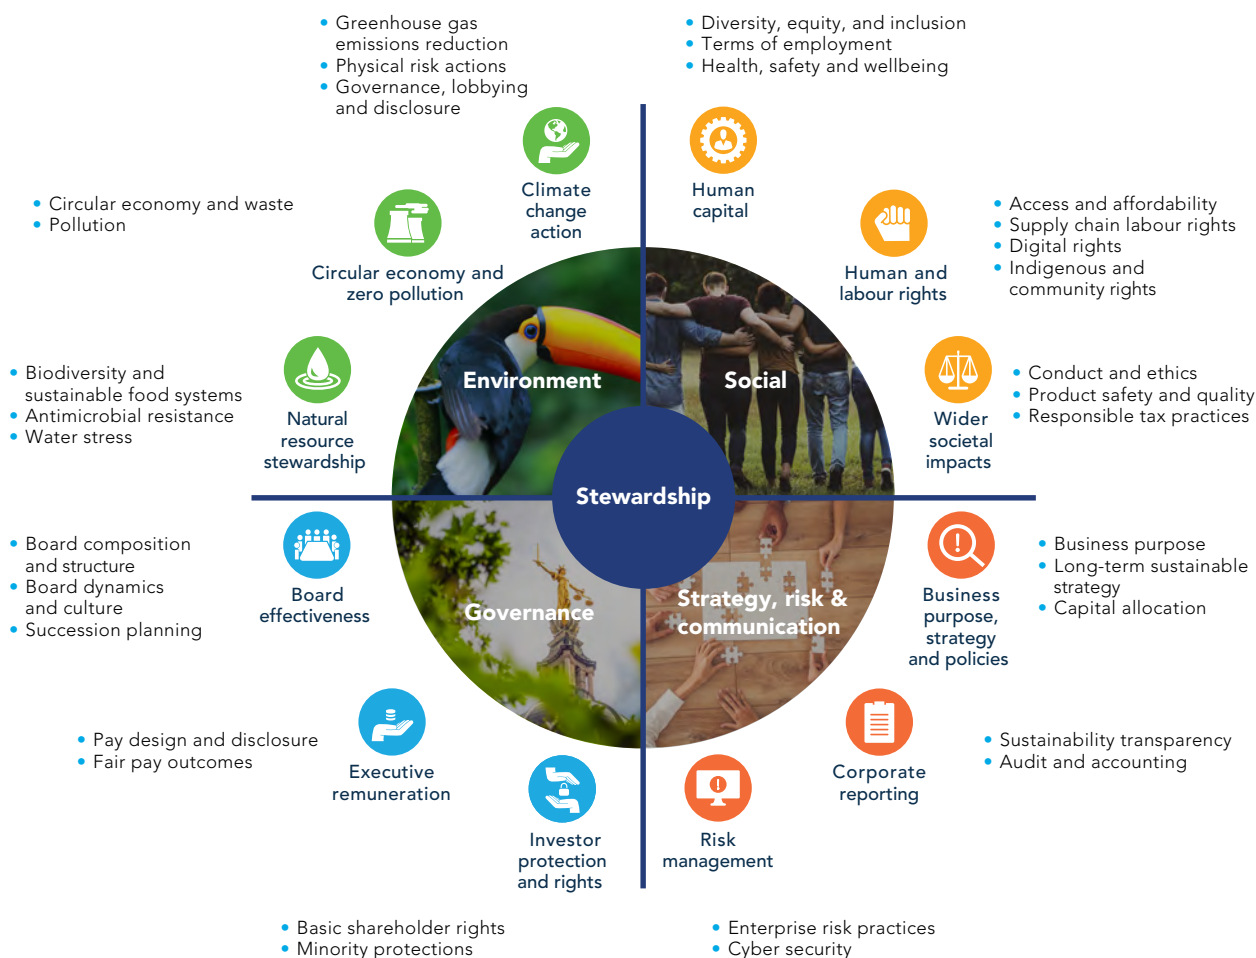 • Greenhouse gas
emissions reduction
• Physical risk actions
• Governance, lobbying
and disclosure
Climate
change
action
• Circular economy and waste
• Pollution
Circular economy and
zero pollution
• Biodiversity and
sustainable food systems
• Antimicrobial resistance
• Water stress
Natural
resource
stewardship
Environment
• Diversity, equity, and inclusion
• Terms of employment
• Health, safety and wellbeing
Human
capital
• Access and affordability
• Supply chain labour rights
• Digital rights
• Indigenous and
community rights
Human and
labour rights
• Conduct and ethics
• Product safety and quality
• Responsible tax practices
Wider
societal
impacts
Social
Stewardship
• Board composition
and structure
• Board dynamics
and culture
• Succession planning
Board
effectiveness
Governance
• Pay design and disclosure
• Fair pay outcomes
Executive
remuneration
Investor
protection
and rights
• Basic shareholder rights
• Minority protections
Strategy, risk &
communication
Business
purpose,
strategy
and policies
• Business purpose
• Long-term sustainable
strategy
• Capital allocation
Corporate
reporting
• Sustainability transparency
• Audit and accounting
Risk
management
• Enterprise risk practices
• Cyber security